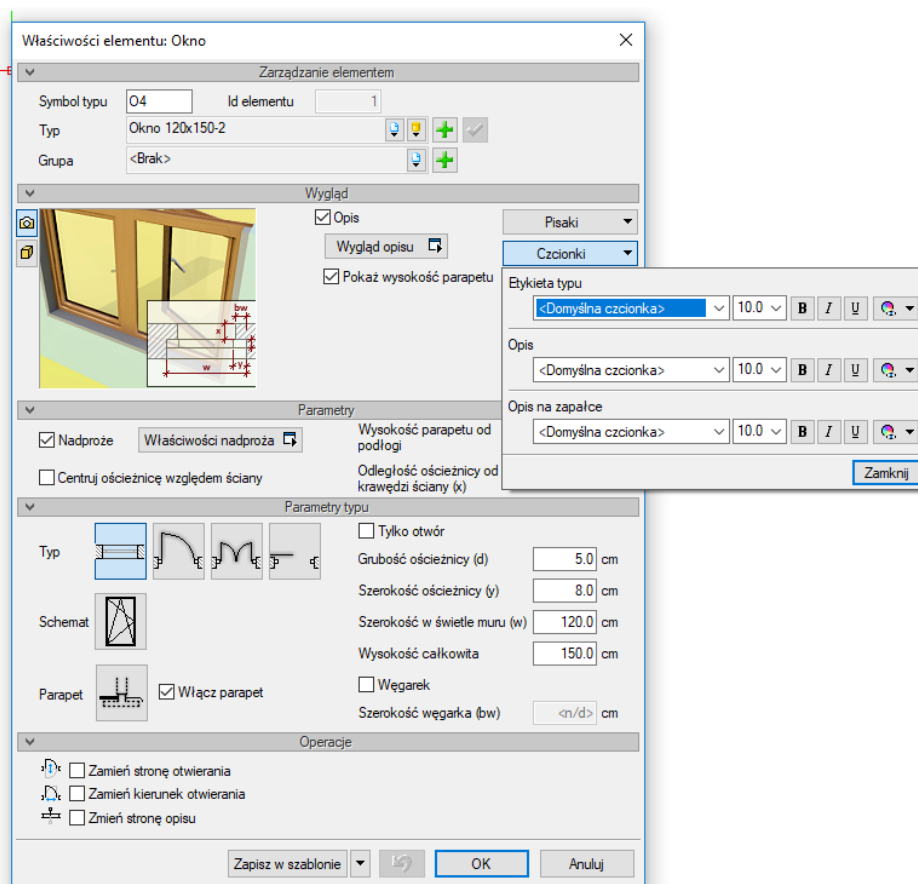 Właściwości elementu: Okno
Zarządzanie elementem
Symbol typu O4 Id elementu 1
Typ Okno 120x150-2
Grupa <Brak>
Wygląd
Opis Pisaki
Wygląd opisu Czcionki
Pokaż wysokość parapetu
Etykieta typu
<Domyślna czcionka> 10.0 B I U
Opis
<Domyślna czcionka> 10.0 B I U
Opis na zapałce
<Domyślna czcionka> 10.0 B I U
Zamknij
bw
x
w y
Parametry
Nadproże Właściwości nadproża Wysokość parapetu od
podłogi
Centruj ościeżnicę względem ściany Odległość ościeżnicy od
krawędzi ściany (x)
Parametry typu
Typ Tylko otwór
Grubość ościeżnicy (d) 5.0 cm
Szerokość ościeżnicy (y) 8.0 cm
Schemat Szerokość w świetle muru (w) 120.0 cm
Wysokość całkowita 150.0 cm
Parapet Włącz parapet Węgarek
Szerokość węgarka (bw) <n/d> cm
Operacje
Zamień stronę otwierania
Zamień kierunek otwierania
Zmień stronę opisu
Zapisz w szablonie OK Anuluj